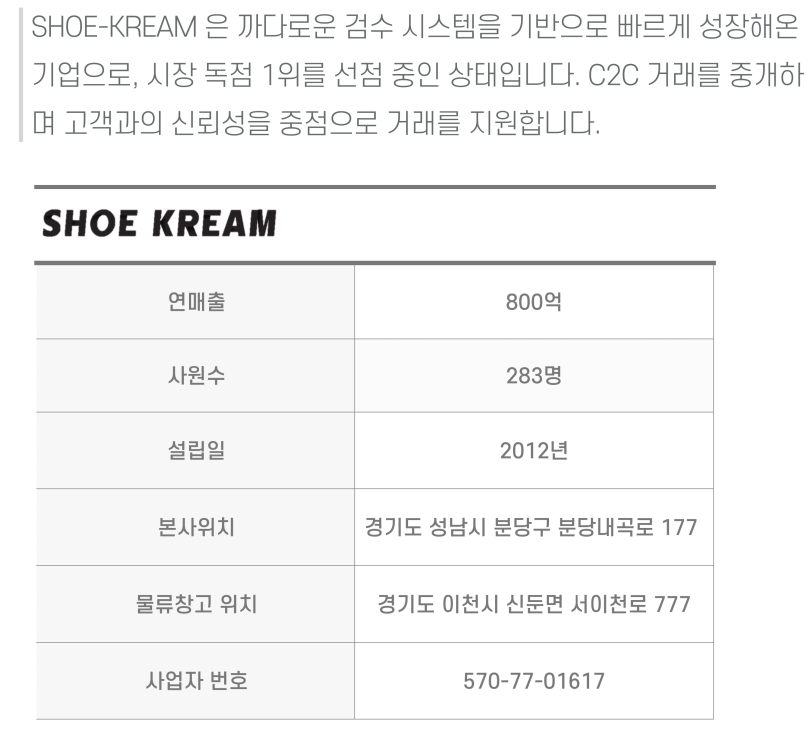 SHOE-KREAM 은 까다로운 검수 시스템을 기반으로 빠르게 성장해온
기업으로, 시장 독점 1위를 선점 중인 상태입니다. C2C 거래를 중개하
며 고객과의 신뢰성을 중점으로 거래를 지원합니다.
SHOE KREAM
연매출 800억
사원수 283명
설립일 2012년
본사위치 경기도 성남시 분당구 분당내곡로 177
물류창고 위치 경기도 이천시 신둔면 서이천로 777
사업자 번호 570-77-01617